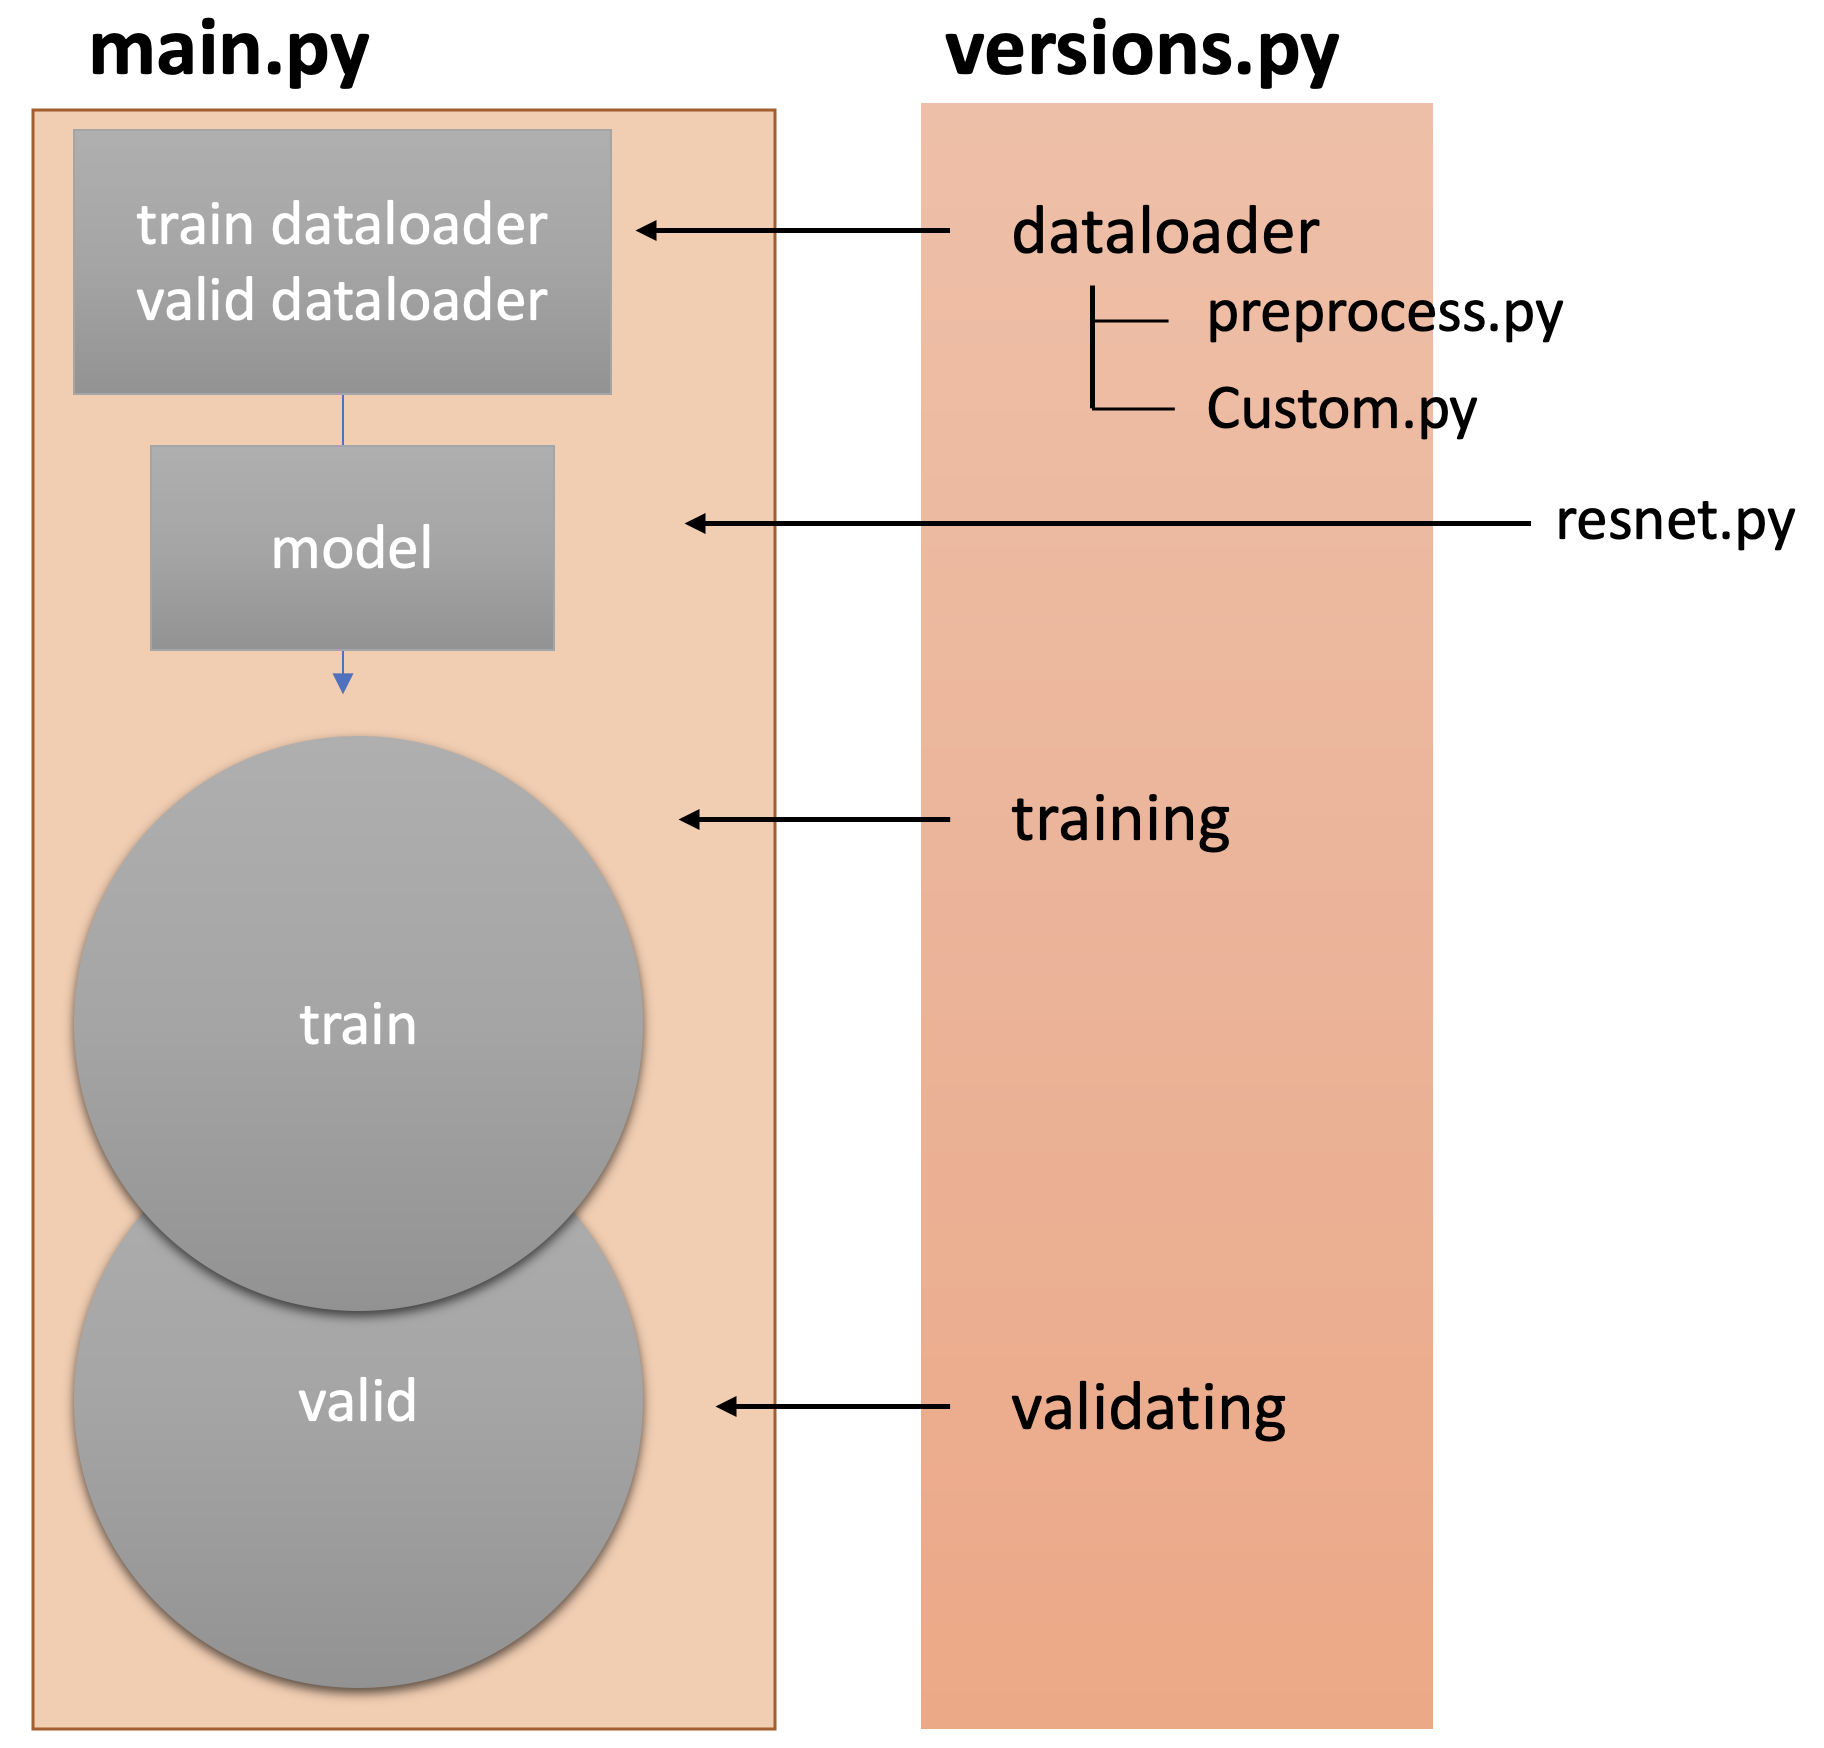 main.py
versions.py
train dataloader
valid dataloader
dataloader
preprocess.py
Custom.py
model
resnet.py
training
train
valid
validating